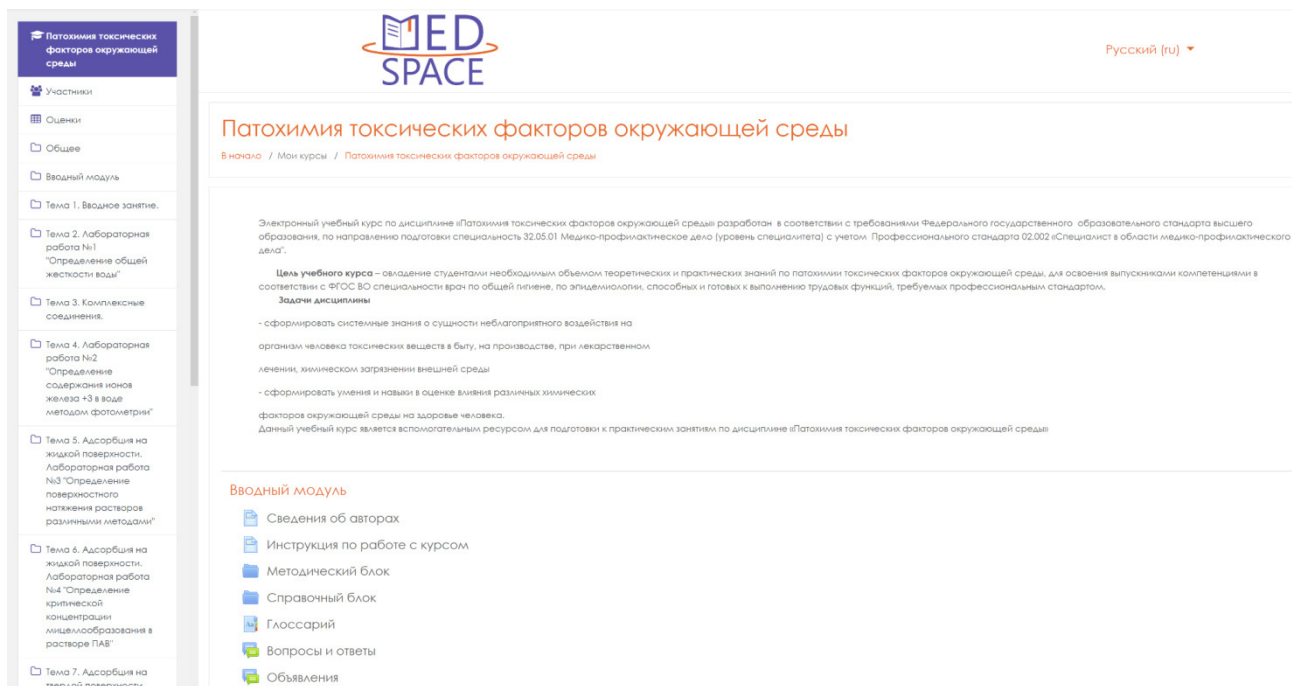 Патохимия токсических
факторов окружающей
среды
Участники
Оценки
Общее
Вводный модуль
Тема 1. Вводное занятие.
Тема 2. Лабораторная
работа №1
"Определение общей
жесткости воды"
Тема 3. Комплексные
соединения.
Тема 4. Лабораторная
работа №2
"Определение
содержания ионов
железа +3 в воде
методом фотометрии"
Тема 5. Адсорбция на
жидкой поверхности.
Лабораторная работа
№3 "Определение
поверхностного
натяжения растворов
различными методами"
Тема 6. Адсорбция на
жидкой поверхности.
Лабораторная работа
№4 "Определение
критической
концентрации
мицеллообразования в
растворе ПАВ"
Тема 7. Адсорбция на
твердой поверхности
MED
SPACE
Русский (ru)
Патохимия токсических факторов окружающей среды
В начало / Мои курсы / Патохимия токсических факторов окружающей среды
Электронный учебный курс по дисциплине «Патохимия токсических факторов окружающей среды» разработан в соответствии с требованиями Федерального государственного образовательного стандарта высшего
образования, по направлению подготовки специальность 32.05.01 Медико-профилактическое дело (уровень специалитета) с учетом Профессионального стандарта 02.002 «Специалист в области медико-профилактического
дела".
Цель учебного курса – овладение студентами необходимым объемом теоретических и практических знаний по патохимии токсических факторов окружающей среды, для освоения выпускниками компетенциями в
соответствии с ФГОС ВО специальности врач по общей гигиене, по эпидемиологии, способных и готовых к выполнению трудовых функций, требуемых профессиональным стандартом.
Задачи дисциплины
- сформировать системные знания о сущности неблагоприятного воздействия на
организм человека токсических веществ в быту, на производстве, при лекарственном
лечении, химическом загрязнении внешней среды
- сформировать умения и навыки в оценке влияния различных химических
факторов окружающей среды на здоровье человека.
Данный учебный курс является вспомогательным ресурсом для подготовки к практическим занятиям по дисциплине «Патохимия токсических факторов окружающей среды»
Вводный модуль
Сведения об авторах
Инструкция по работе с курсом
Методический блок
Справочный блок
Глоссарий
Вопросы и ответы
Объявления